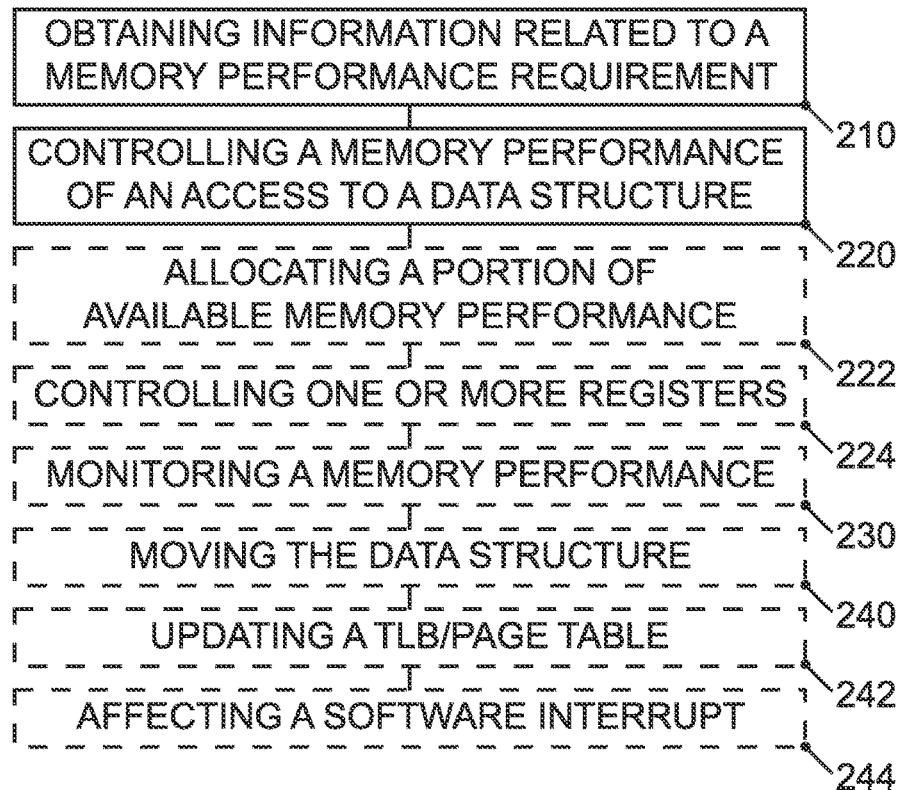 OBTAINING INFORMATION RELATED TO A
MEMORY PERFORMANCE REQUIREMENT
210
CONTROLLING A MEMORY PERFORMANCE
OF AN ACCESS TO A DATA STRUCTURE
220
ALLOCATING A PORTION OF
AVAILABLE MEMORY PERFORMANCE
222
CONTROLLING ONE OR MORE REGISTERS
224
MONITORING A MEMORY PERFORMANCE
230
MOVING THE DATA STRUCTURE
240
UPDATING A TLB/PAGE TABLE
242
AFFECTING A SOFTWARE INTERRUPT
244